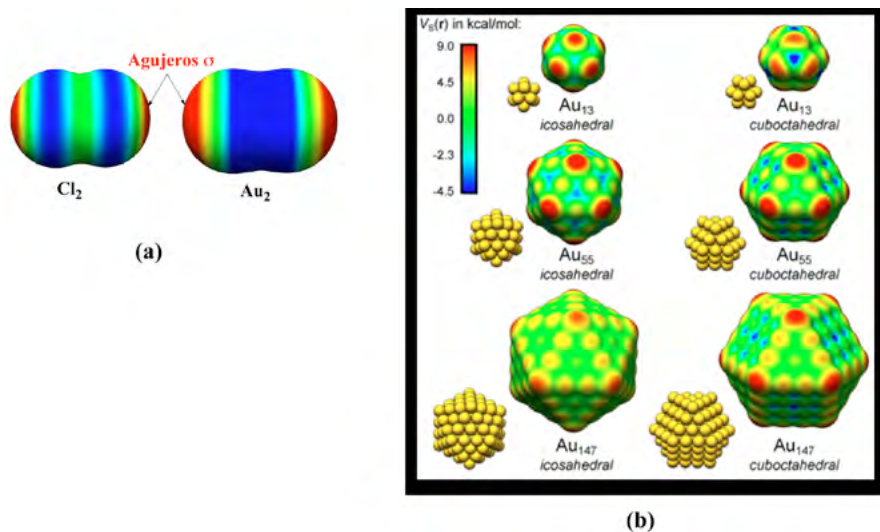 Agujeros σ
Cl₂
Au₂
(a)
Vₛ(r) in kcal/mol:
9.0
4.5
0.0
-2.3
-4.5
Au₁₃
icosahedral
Au₁₃
cuboctahedral
Au₅₅
icosahedral
Au₅₅
cuboctahedral
Au₁₄₇
icosahedral
Au₁₄₇
cuboctahedral
(b)